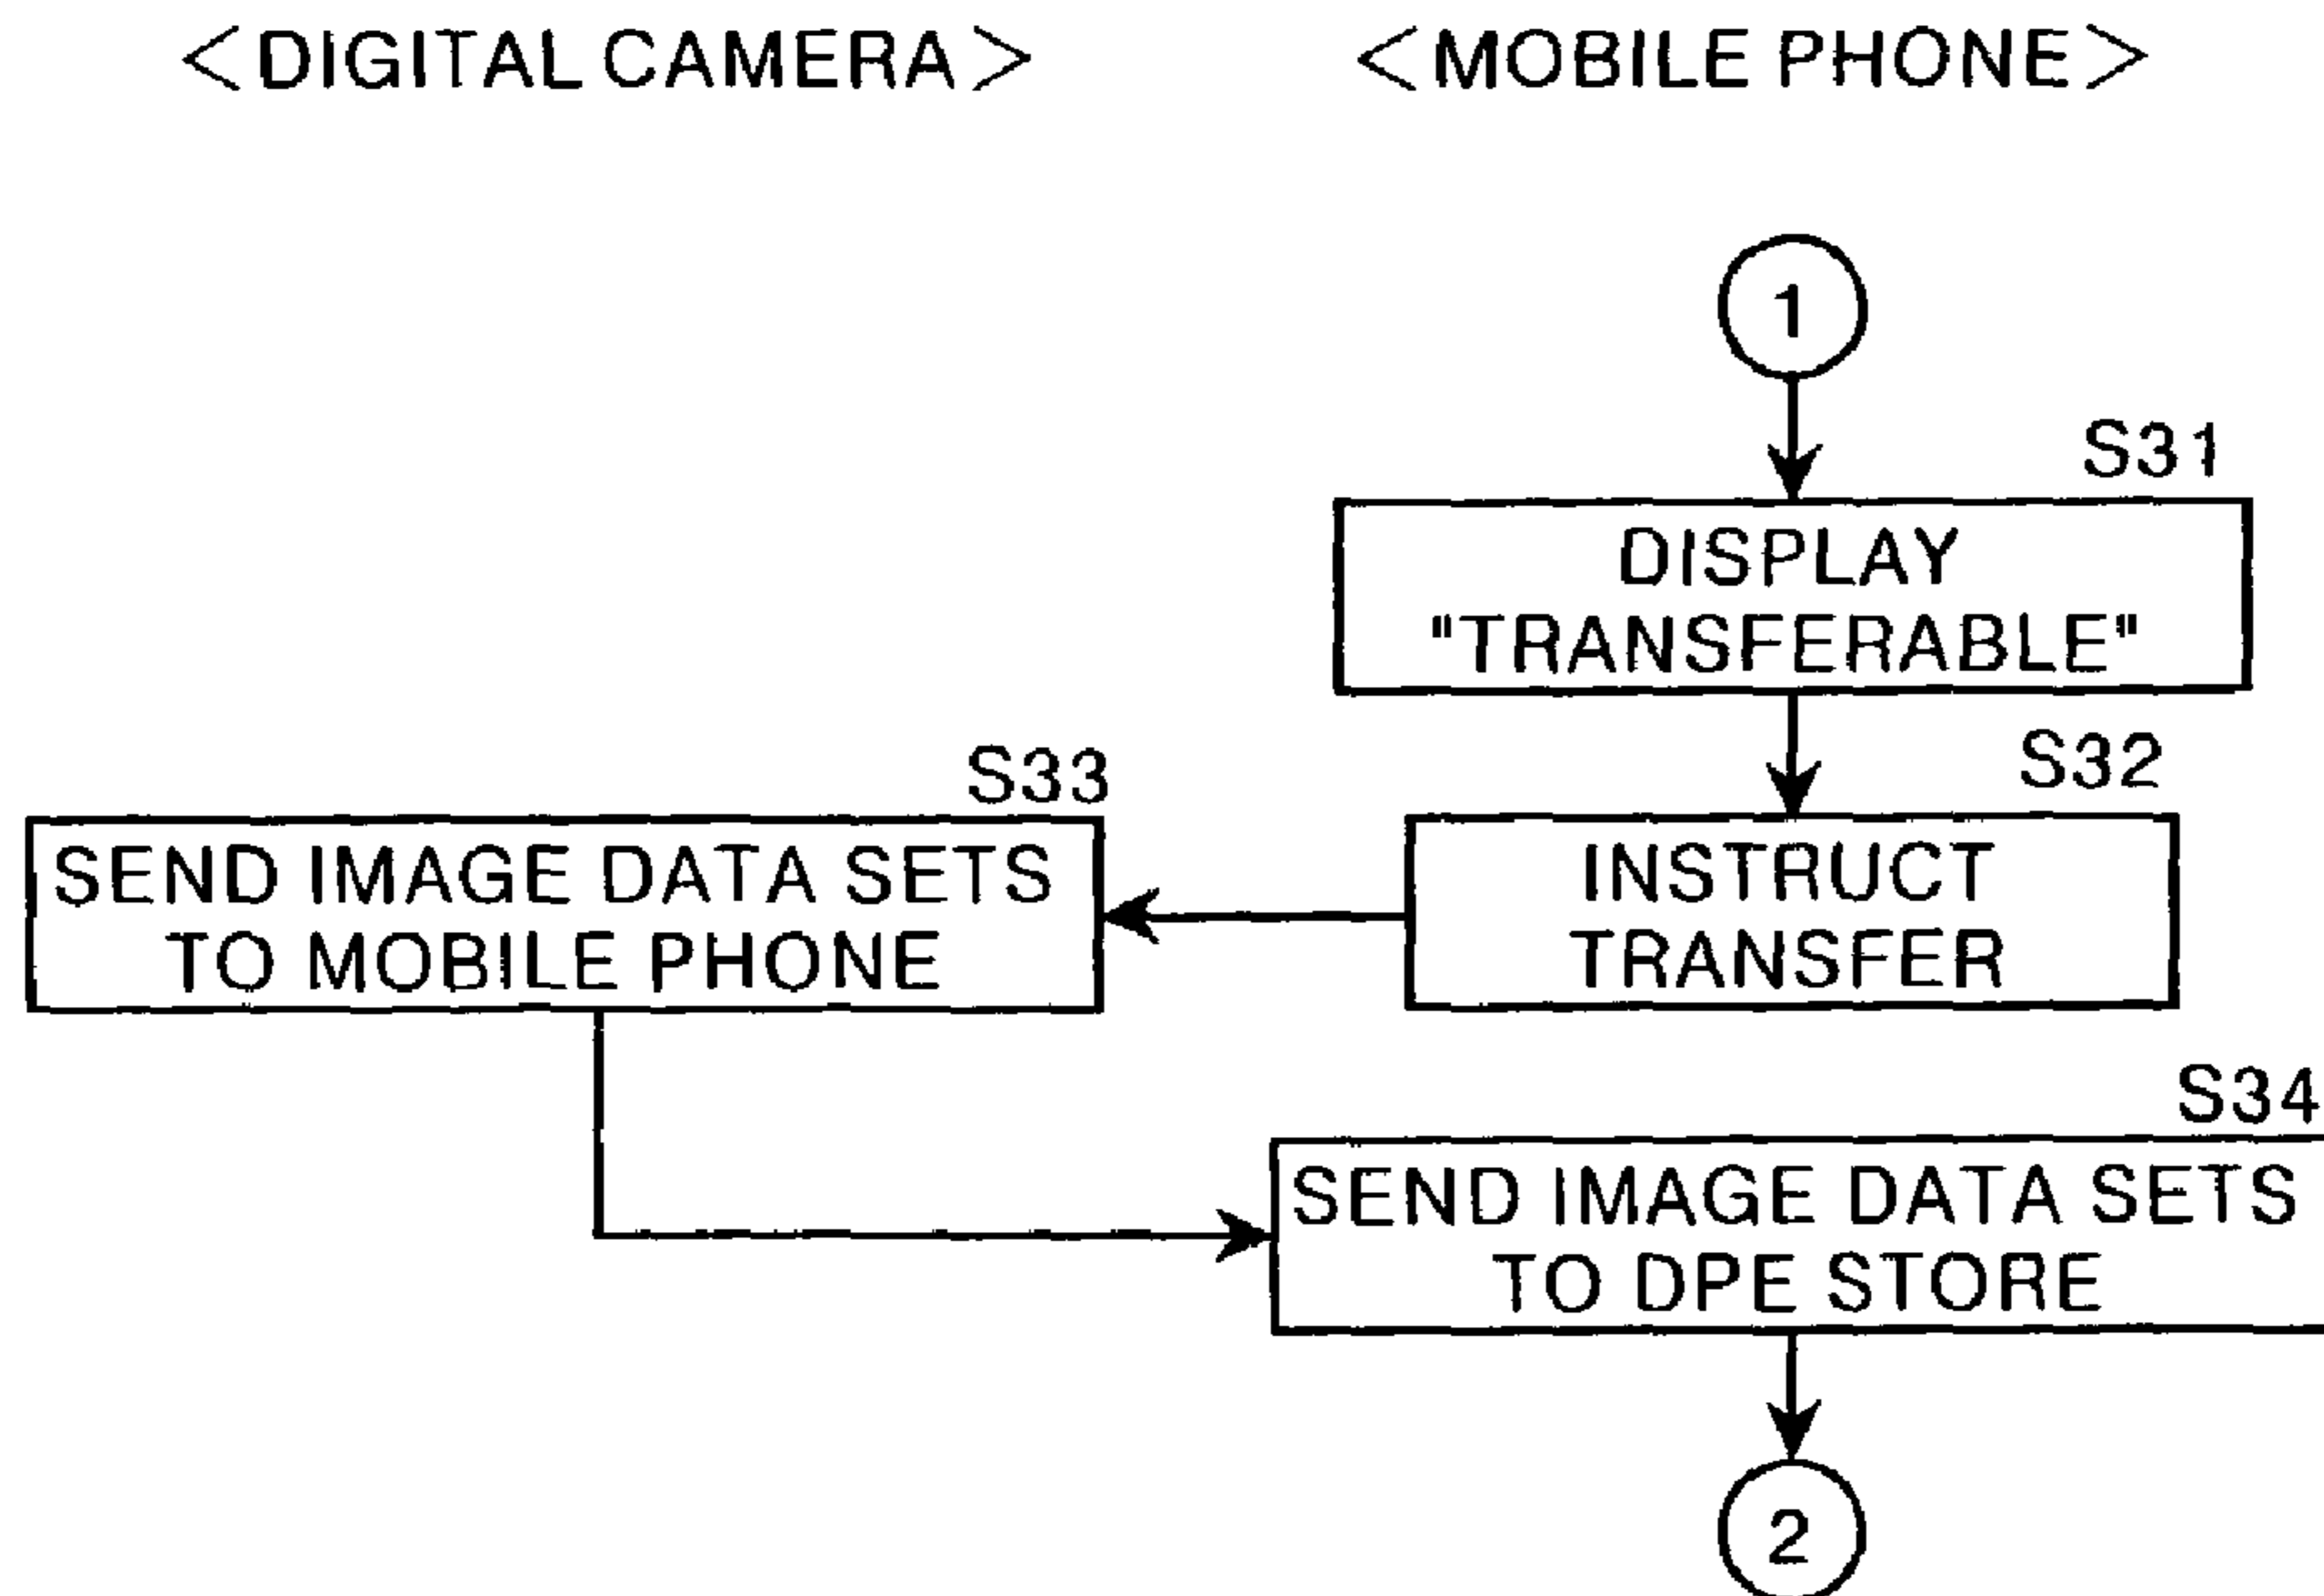 <DIGITAL CAMERA>
<MOBILE PHONE>
1
S31
DISPLAY
"TRANSFERABLE"
S32
INSTRUCT
TRANSFER
S33
SEND IMAGE DATA SETS
TO MOBILE PHONE
S34
SEND IMAGE DATA SETS
TO DPE STORE
2